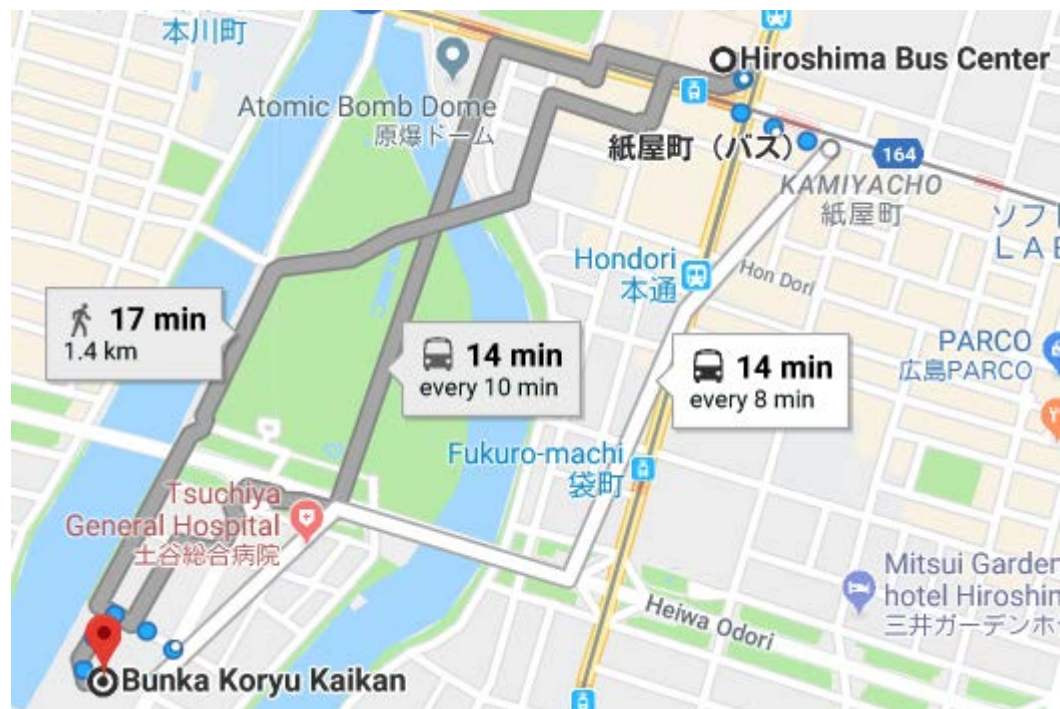 本川町
Hiroshima Bus Center
Atomic Bomb Dome
原爆ドーム
紙屋町（バス）
164
KAMIYACHO
紙屋町
ソフト
LAB
Hondori
本通
Hon Dori
17 min
1.4 km
14 min
every 10 min
14 min
every 8 min
PARCO
広島PARCO
Fukuro-machi
袋町
Tsuchiya
General Hospital
土谷総合病院
Mitsui Garden
hotel Hiroshim
三井ガーデンホ
Heiwa Odori
Bunka Koryu Kaikan